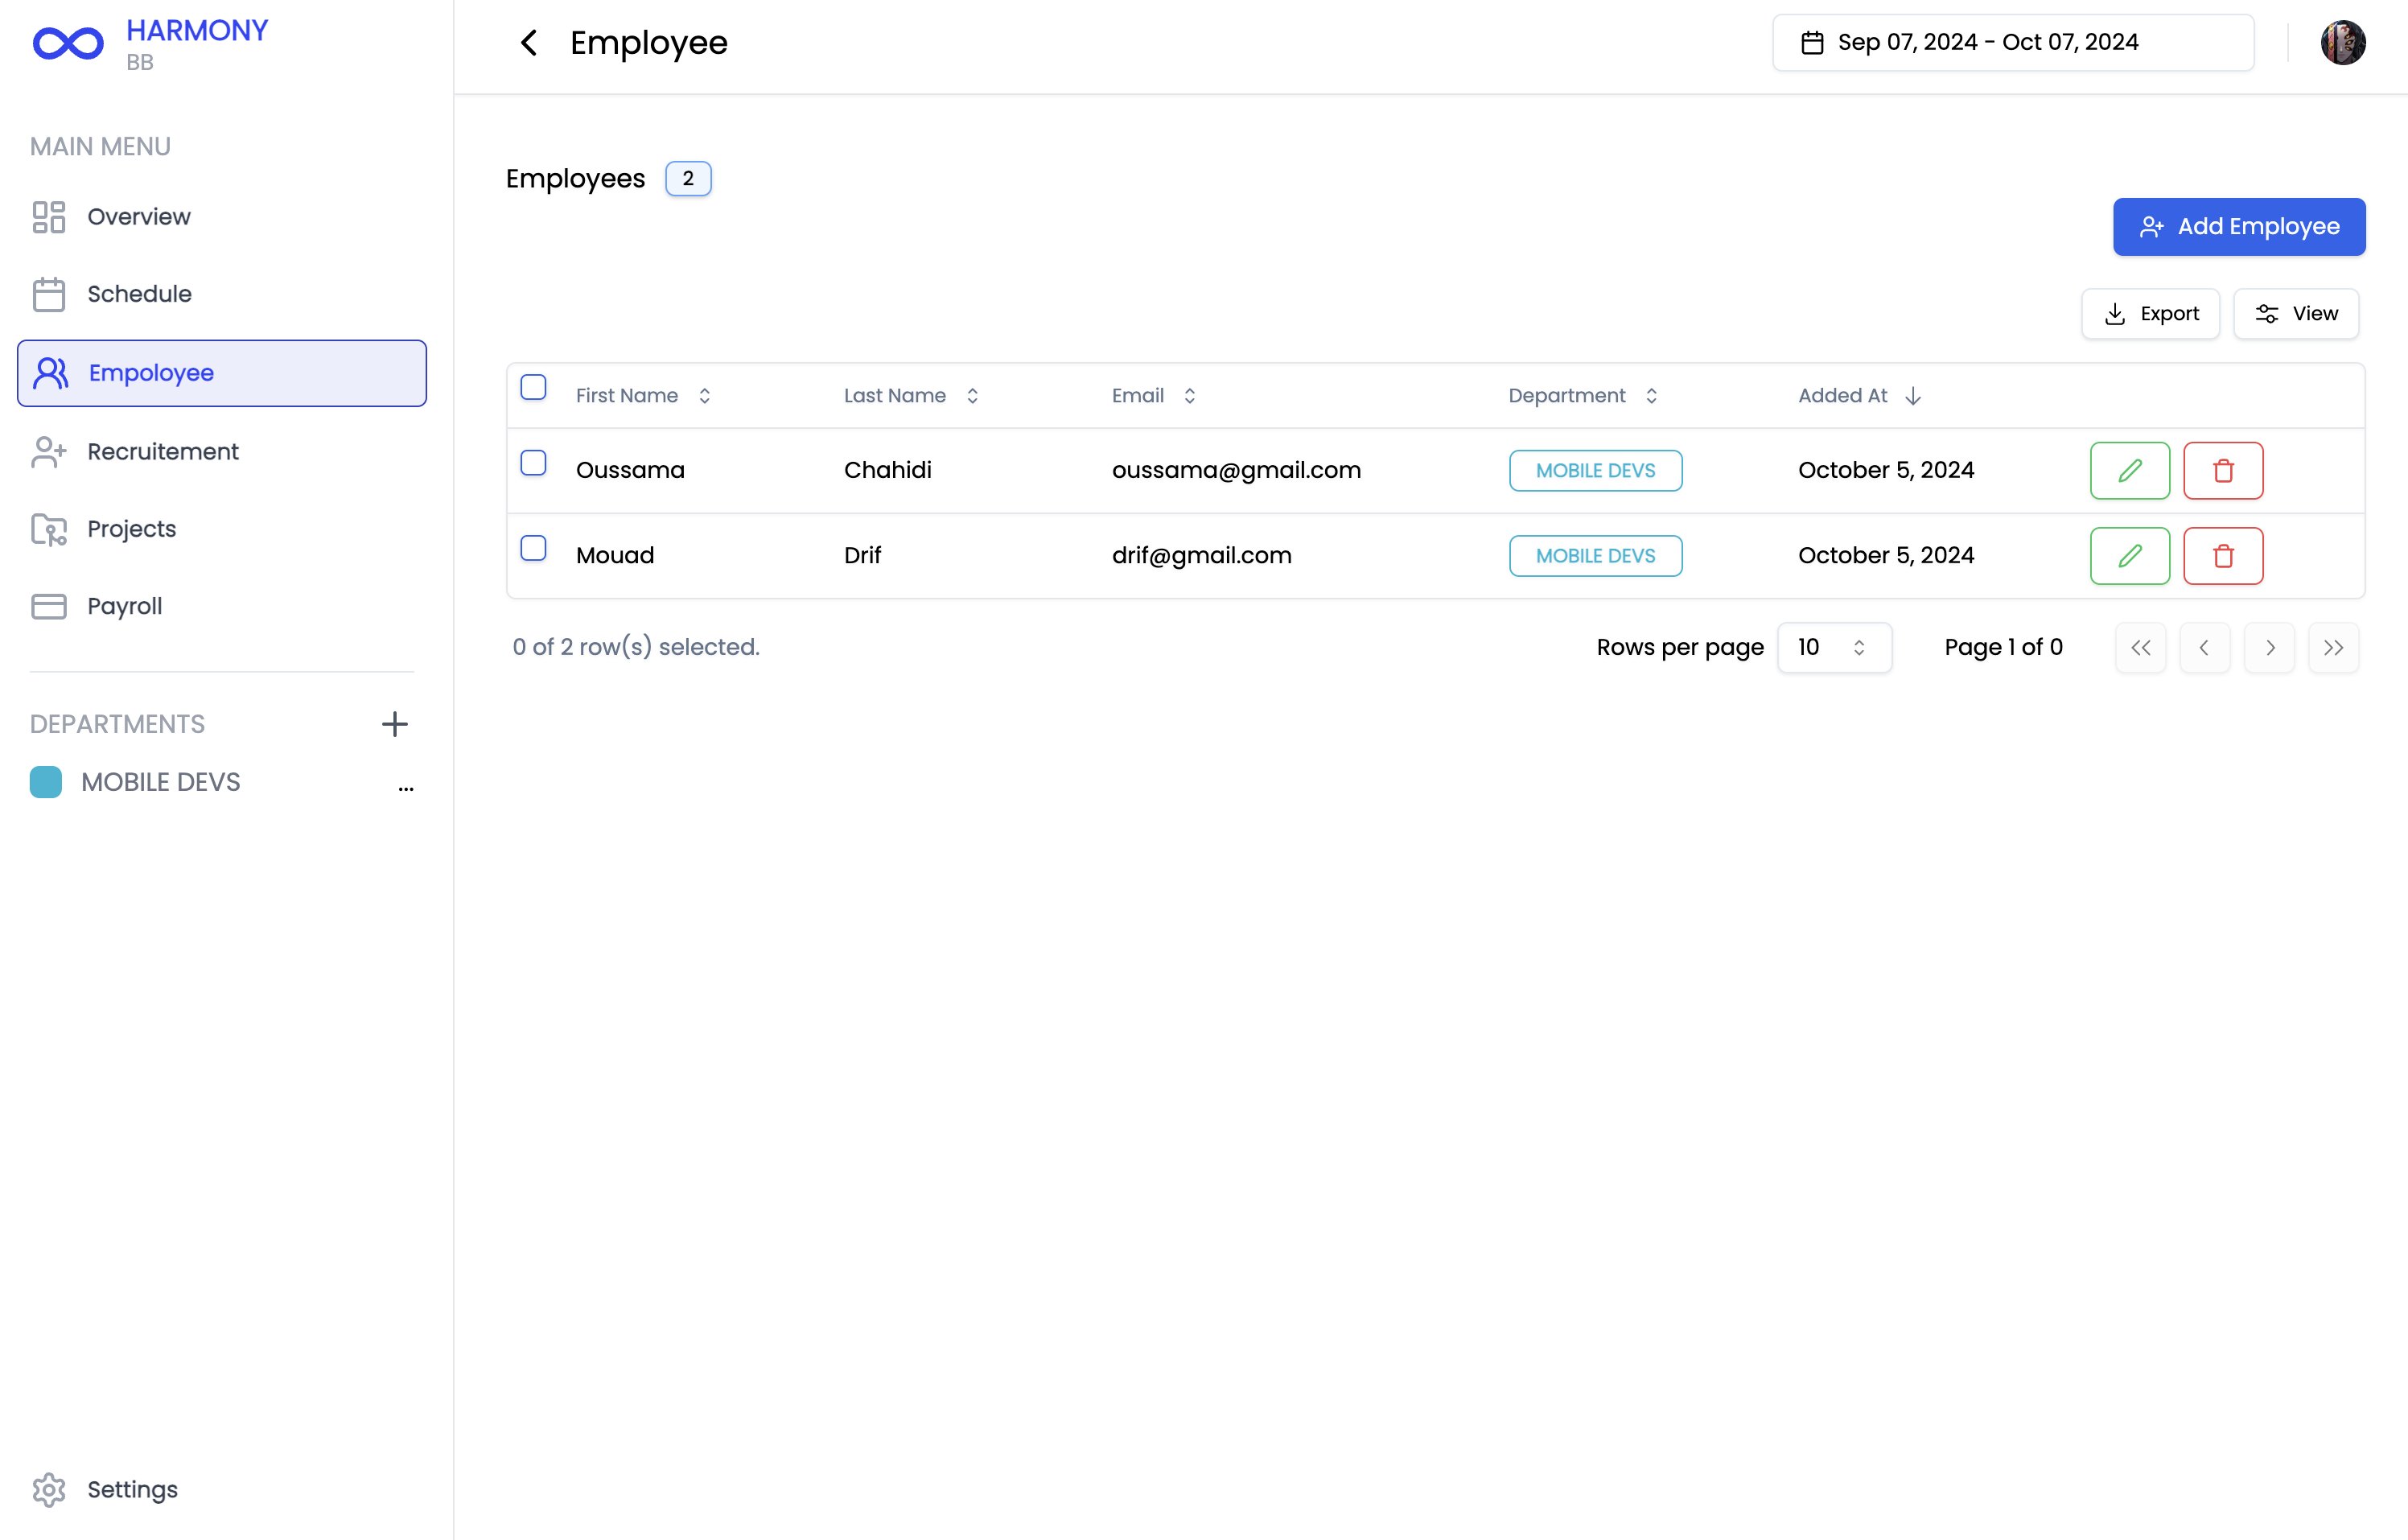 HARMONY
BB
MAIN MENU
Overview
Schedule
Empoloyee
Recruitement
Projects
Payroll
DEPARTMENTS
MOBILE DEVS ...
Settings
Employee
Sep 07, 2024 - Oct 07, 2024
Employees 2
Add Employee
Export View
First Name Last Name Email Department Added At
Oussama Chahidi oussama@gmail.com MOBILE DEVS October 5, 2024
Mouad Drif drif@gmail.com MOBILE DEVS October 5, 2024
0 of 2 row(s) selected. Rows per page 10 Page 1 of 0